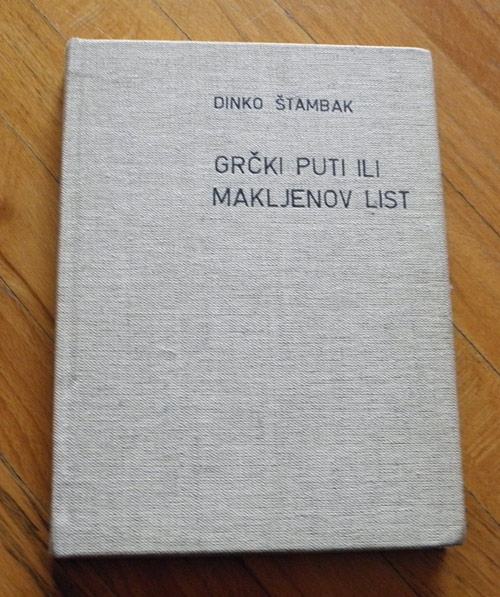 DINKO ŠTAMBAK
GRČKI PUTI ILI
MAKLJENOV LIST